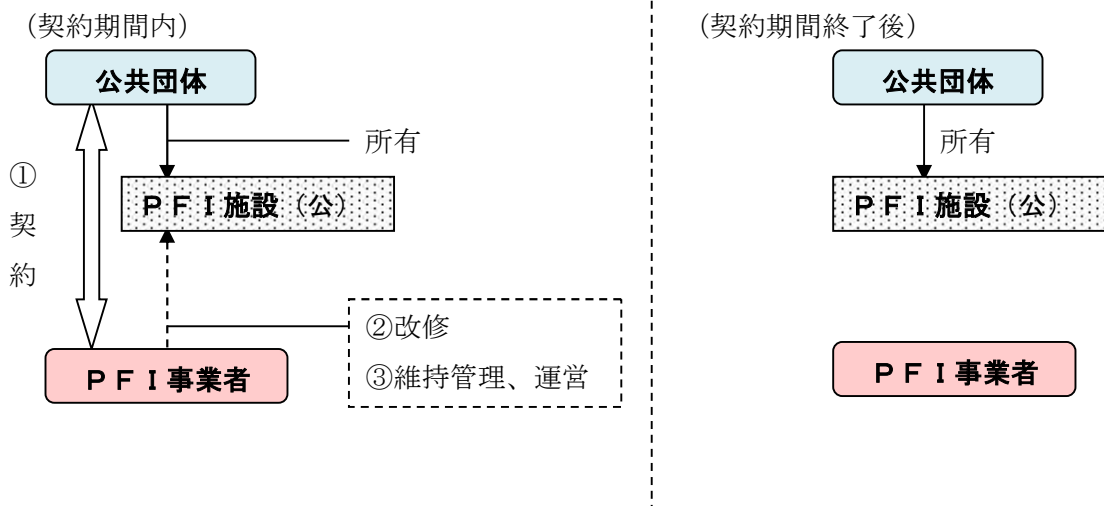 （契約期間内）
公共団体
所有
①契約
ＰＦＩ施設（公）
②改修
③維持管理、運営
ＰＦＩ事業者
（契約期間終了後）
公共団体
所有
ＰＦＩ施設（公）
ＰＦＩ事業者